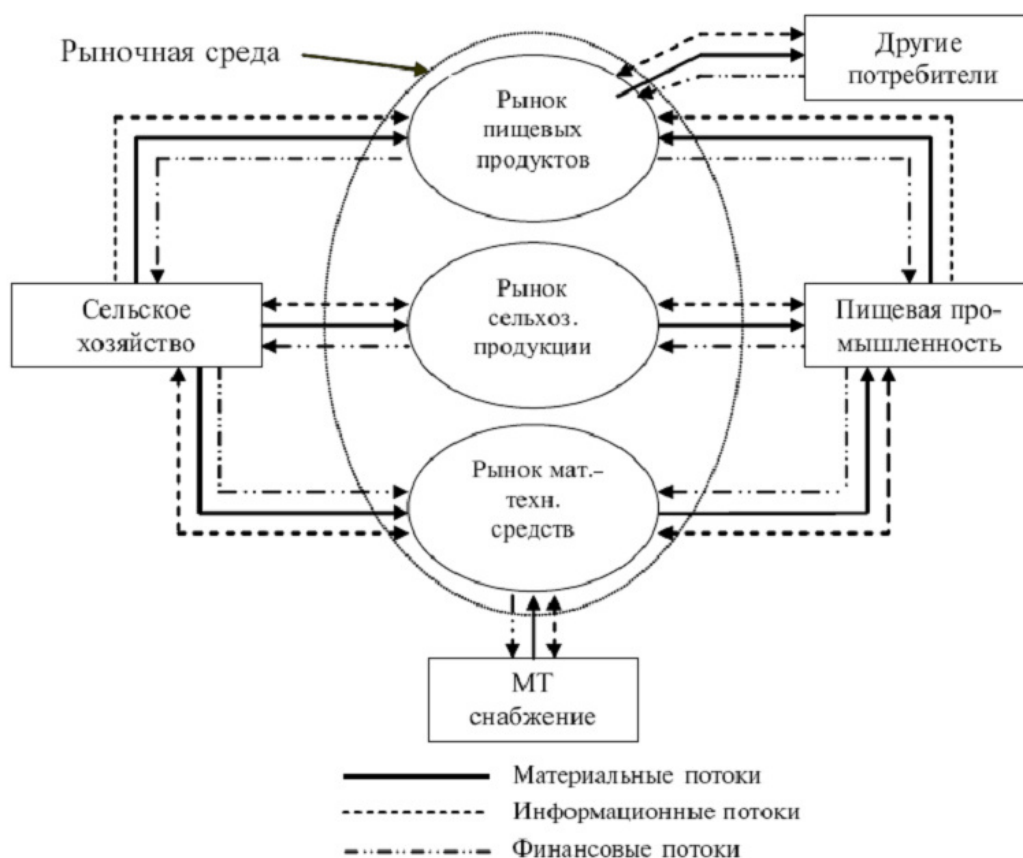 Рыночная среда
Другие
потребители
Рынок
пищевых
продуктов
Сельское
хозяйство
Рынок
сельхоз.
продукции
Пищевая про-
мышленность
Рынок мат.-
техн.
средств
МТ
снабжение
Материальные потоки
Информационные потоки
Финансовые потоки